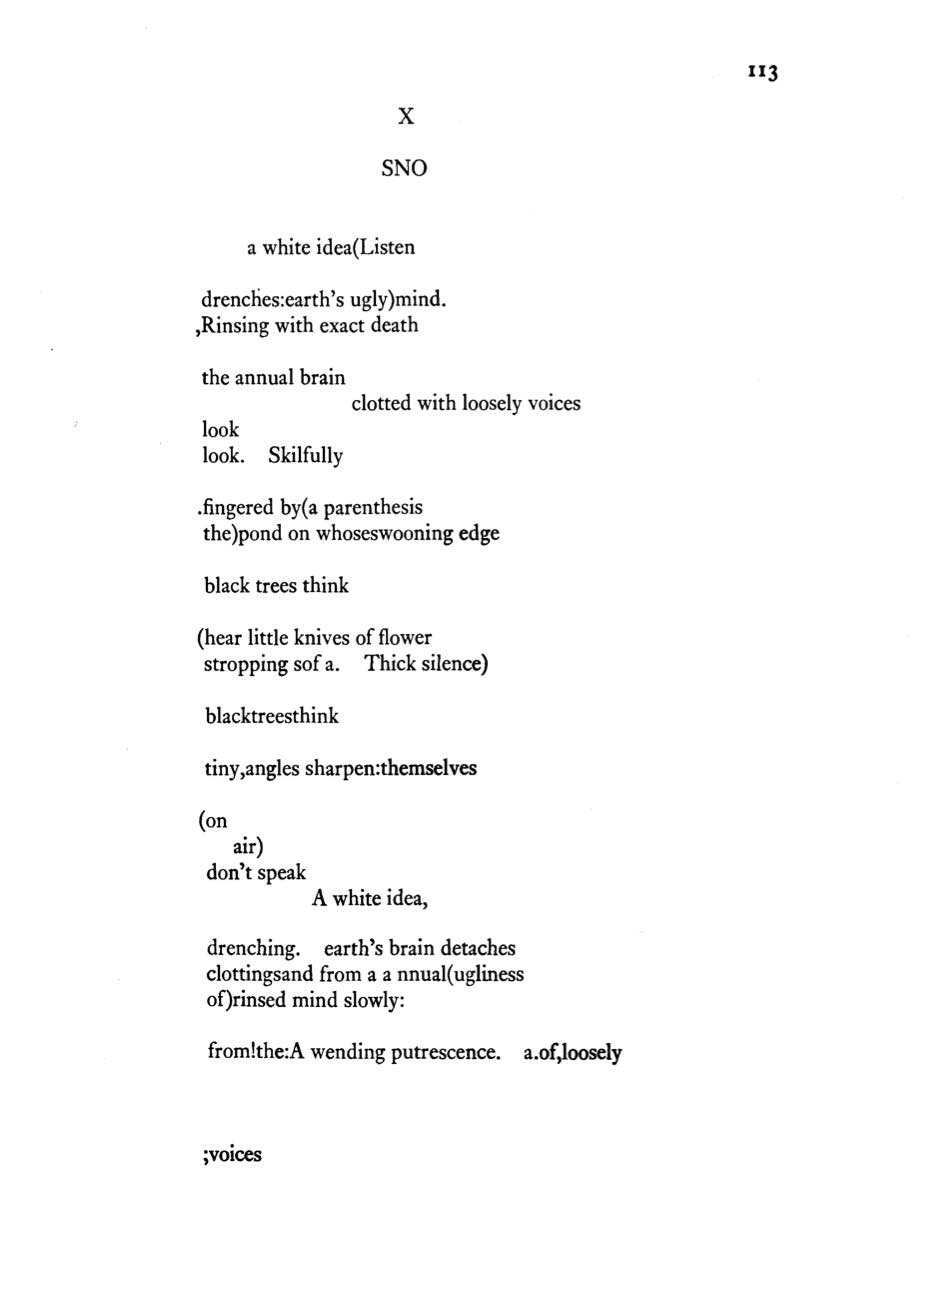 113
X
SNO
a white idea(Listen
drenches:earth's ugly)mind.
,Rinsing with exact death
the annual brain
clotted with loosely voices
look
look. Skilfully
.fingered by(a parenthesis
the)pond on whoseswooning edge
black trees think
(hear little knives of flower
stropping sof a. Thick silence)
blacktreesthink
tiny,angles sharpen:themselves
(on
air)
don't speak
A white idea,
drenching. earth's brain detaches
clottingsand from a a nnual(ugliness
of)rinsed mind slowly:
from!the:A wending putrescence. a.of,loosely
;voices